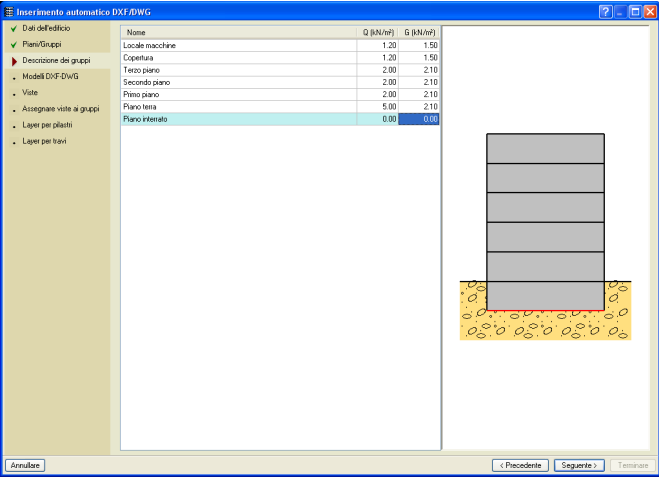 Inserimento automatico DXF/DWG
Dati dell'edificio
Piani/Gruppi
Descrizione dei gruppi
Modelli DXF-DWG
Viste
Assegnare viste ai gruppi
Layer per pilastri
Layer per travi
Nome Q (kN/m²) G (kN/m²)
Locale macchine 1.20 1.50
Copertura 1.20 1.50
Terzo piano 2.00 2.10
Secondo piano 2.00 2.10
Primo piano 2.00 2.10
Piano terra 5.00 2.10
Piano interrato 0.00 0.00
Annullare < Precedente Seguente > Terminare